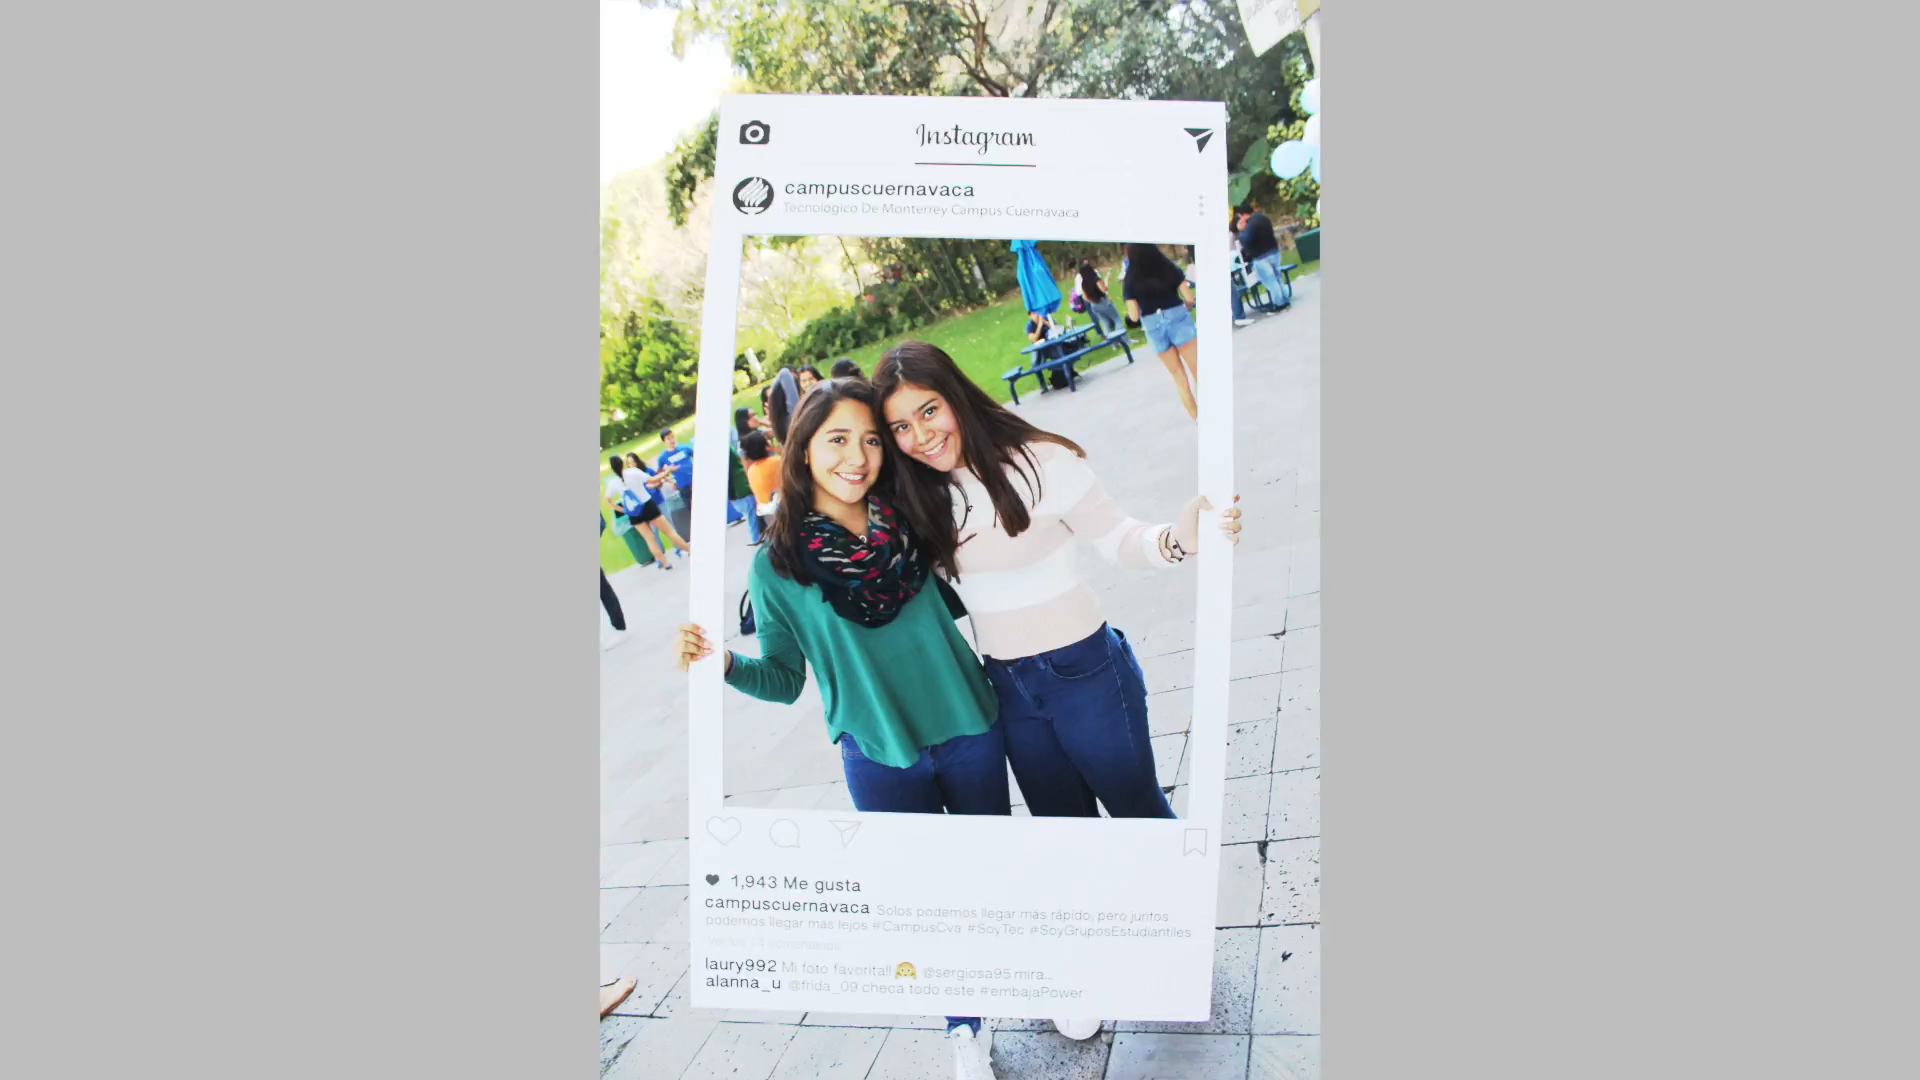 Instagram
campuscuernavaca
Tecnológico De Monterrey Campus Cuernavaca
1,943 Me gusta
campuscuernavaca Solos podemos llegar más rápido, pero juntos
podemos llegar más lejos #CampusCva #SoyTec #SoyGruposEstudiantiles
laury992 Mi foto favorita!! @sergiosa95 mira...
alanna_u @frida_09 checa todo este #embajaPower